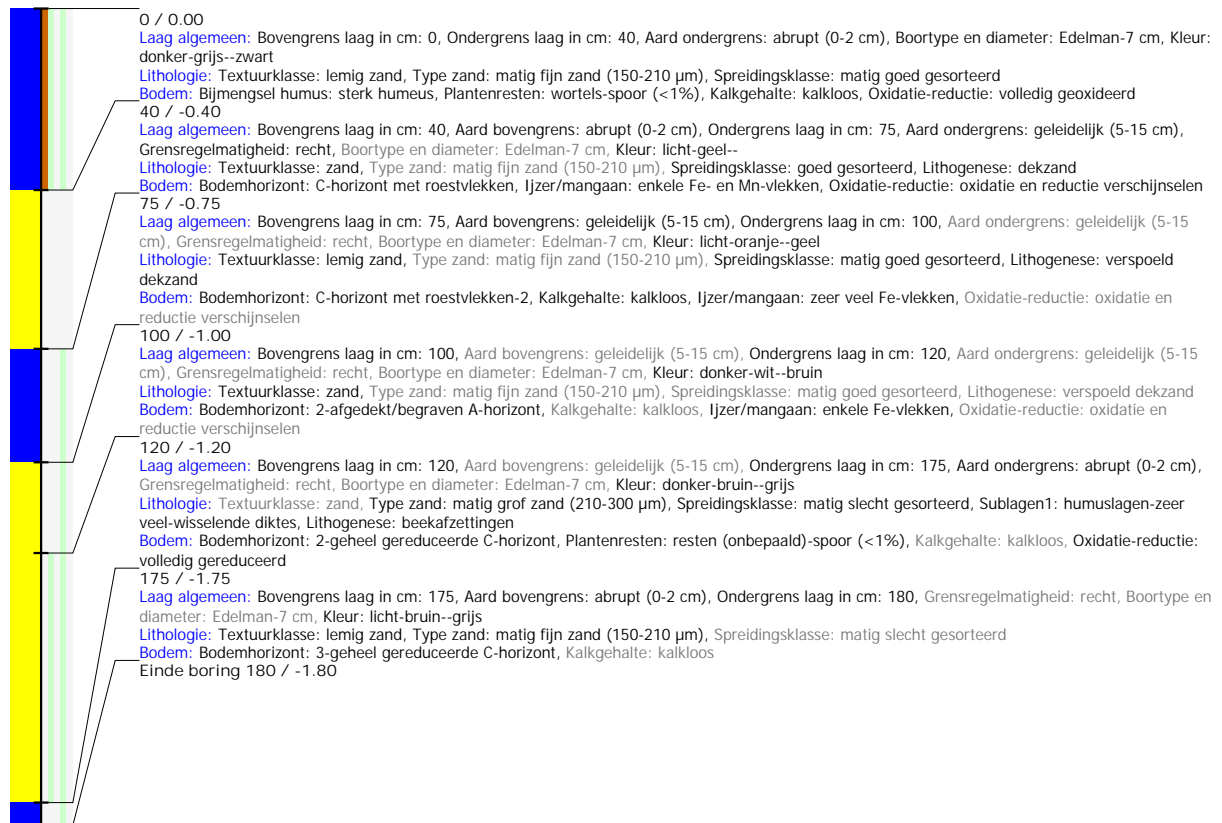 0 / 0.00
Laag algemeen: Bovengrens laag in cm: 0, Ondergrens laag in cm: 40, Aard ondergrens: abrupt (0-2 cm), Boortype en diameter: Edelman-7 cm, Kleur:
donker-grijs--zwart
Lithologie: Textuurklasse: lemig zand, Type zand: matig fijn zand (150-210 µm), Spreidingsklasse: matig goed gesorteerd
Bodem: Bijmengsel humus: sterk humeus, Plantenresten: wortels-spoor (<1%), Kalkgehalte: kalkloos, Oxidatie-reductie: volledig geoxideerd
40 / -0.40
Laag algemeen: Bovengrens laag in cm: 40, Aard bovengrens: abrupt (0-2 cm), Ondergrens laag in cm: 75, Aard ondergrens: geleidelijk (5-15 cm),
Grensregelmatigheid: recht, Boortype en diameter: Edelman-7 cm, Kleur: licht-geel--
Lithologie: Textuurklasse: zand, Type zand: matig fijn zand (150-210 µm), Spreidingsklasse: goed gesorteerd, Lithogenese: dekzand
Bodem: Bodemhorizont: C-horizont met roestvlekken, Ijzer/mangaan: enkele Fe- en Mn-vlekken, Oxidatie-reductie: oxidatie en reductie verschijnselen
75 / -0.75
Laag algemeen: Bovengrens laag in cm: 75, Aard bovengrens: geleidelijk (5-15 cm), Ondergrens laag in cm: 100, Aard ondergrens: geleidelijk (5-15
cm), Grensregelmatigheid: recht, Boortype en diameter: Edelman-7 cm, Kleur: licht-oranje--geel
Lithologie: Textuurklasse: lemig zand, Type zand: matig fijn zand (150-210 µm), Spreidingsklasse: matig goed gesorteerd, Lithogenese: verspoeld
dekzand
Bodem: Bodemhorizont: C-horizont met roestvlekken-2, Kalkgehalte: kalkloos, Ijzer/mangaan: zeer veel Fe-vlekken, Oxidatie-reductie: oxidatie en
reductie verschijnselen
100 / -1.00
Laag algemeen: Bovengrens laag in cm: 100, Aard bovengrens: geleidelijk (5-15 cm), Ondergrens laag in cm: 120, Aard ondergrens: geleidelijk (5-15
cm), Grensregelmatigheid: recht, Boortype en diameter: Edelman-7 cm, Kleur: donker-wit--bruin
Lithologie: Textuurklasse: zand, Type zand: matig fijn zand (150-210 µm), Spreidingsklasse: matig goed gesorteerd, Lithogenese: verspoeld dekzand
Bodem: Bodemhorizont: 2-afgedekt/begraven A-horizont, Kalkgehalte: kalkloos, Ijzer/mangaan: enkele Fe-vlekken, Oxidatie-reductie: oxidatie en
reductie verschijnselen
120 / -1.20
Laag algemeen: Bovengrens laag in cm: 120, Aard bovengrens: geleidelijk (5-15 cm), Ondergrens laag in cm: 175, Aard ondergrens: abrupt (0-2 cm),
Grensregelmatigheid: recht, Boortype en diameter: Edelman-7 cm, Kleur: donker-bruin--grijs
Lithologie: Textuurklasse: zand, Type zand: matig grof zand (210-300 µm), Spreidingsklasse: matig slecht gesorteerd, Sublagen1: humuslagen-zeer
veel-wisselende diktes, Lithogenese: beekafzettingen
Bodem: Bodemhorizont: 2-geheel gereduceerde C-horizont, Plantenresten: resten (onbepaald)-spoor (<1%), Kalkgehalte: kalkloos, Oxidatie-reductie:
volledig gereduceerd
175 / -1.75
Laag algemeen: Bovengrens laag in cm: 175, Aard bovengrens: abrupt (0-2 cm), Ondergrens laag in cm: 180, Grensregelmatigheid: recht, Boortype en
diameter: Edelman-7 cm, Kleur: licht-bruin--grijs
Lithologie: Textuurklasse: lemig zand, Type zand: matig fijn zand (150-210 µm), Spreidingsklasse: matig slecht gesorteerd
Bodem: Bodemhorizont: 3-geheel gereduceerde C-horizont, Kalkgehalte: kalkloos
Einde boring 180 / -1.80